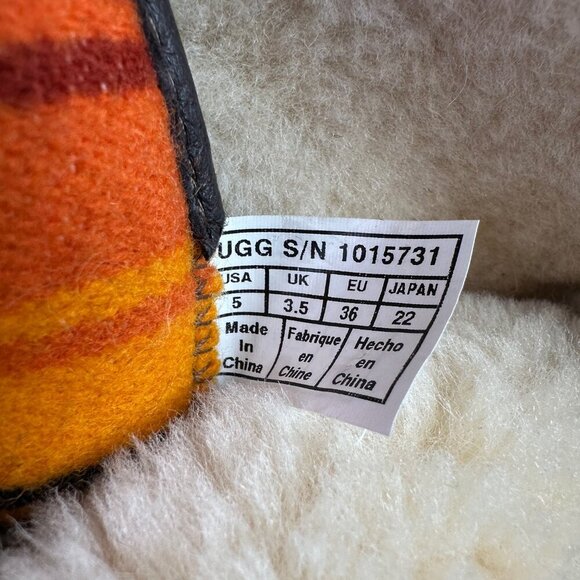 UGG S/N 1015731
USA UK EU JAPAN
5 3.5 36 22
Made Fabrique Hecho
In en en
China Chine China